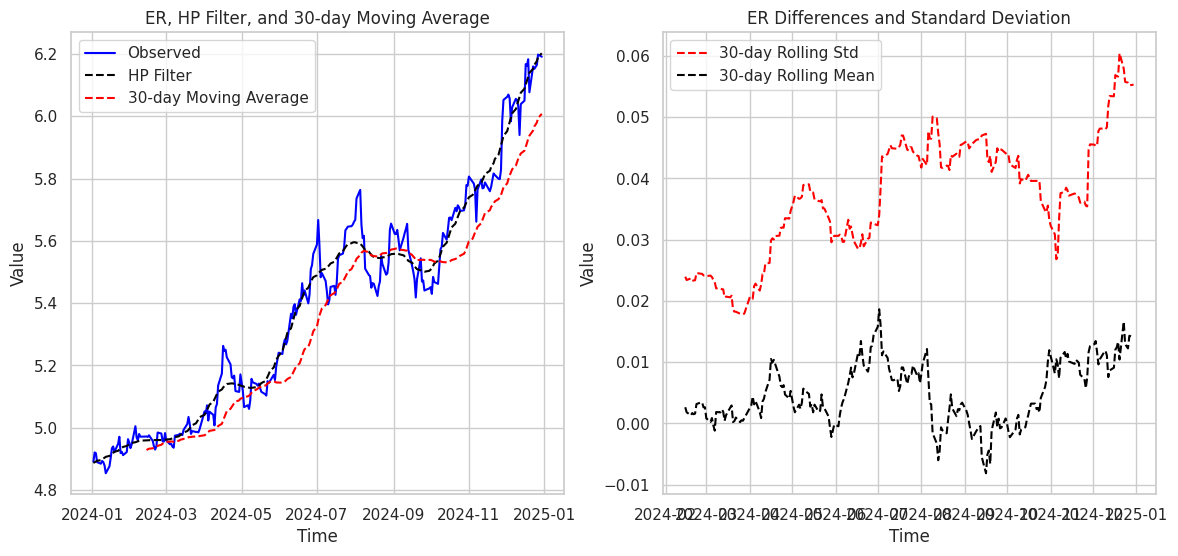 ER, HP Filter, and 30-day Moving Average
Observed
HP Filter
30-day Moving Average
Value
6.2
6.0
5.8
5.6
5.4
5.2
5.0
4.8
2024-01 2024-03 2024-05 2024-07 2024-09 2024-11 2025-01
Time
ER Differences and Standard Deviation
30-day Rolling Std
30-day Rolling Mean
Value
0.06
0.05
0.04
0.03
0.02
0.01
0.00
−0.01
2024-02 2024-03 2024-04 2024-05 2024-06 2024-07 2024-08 2024-09 2024-10 2024-11 2024-12 2025-01
Time